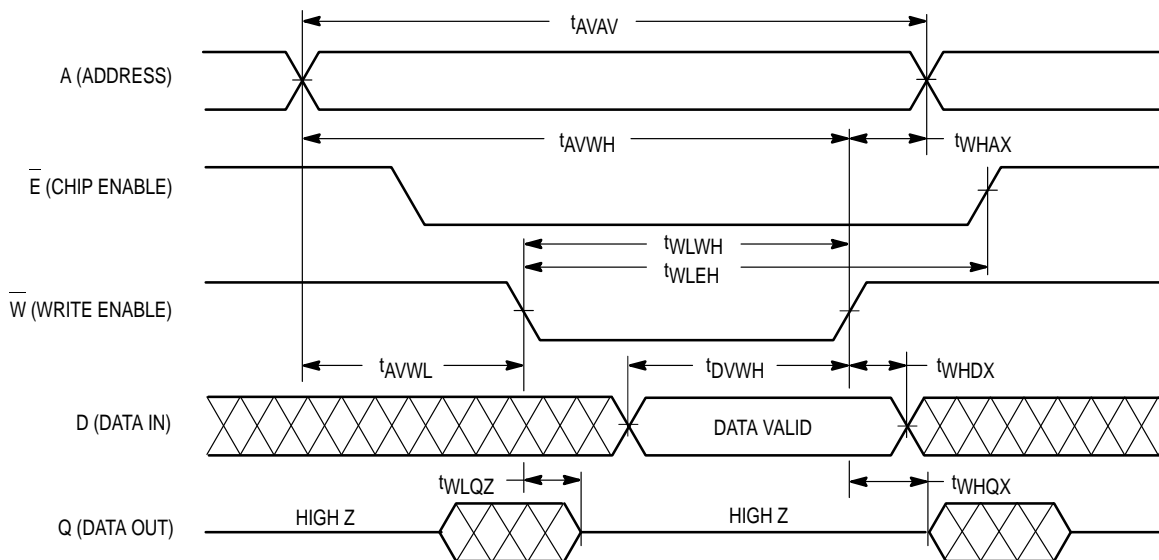 tAVAV
A (ADDRESS)
tAVWH
tWHAX
E (CHIP ENABLE)
tWLWH
tWLEH
W (WRITE ENABLE)
tAVWL
tDVWH
tWHDX
D (DATA IN)
DATA VALID
tWLQZ
tWHQX
Q (DATA OUT)
HIGH Z
HIGH Z